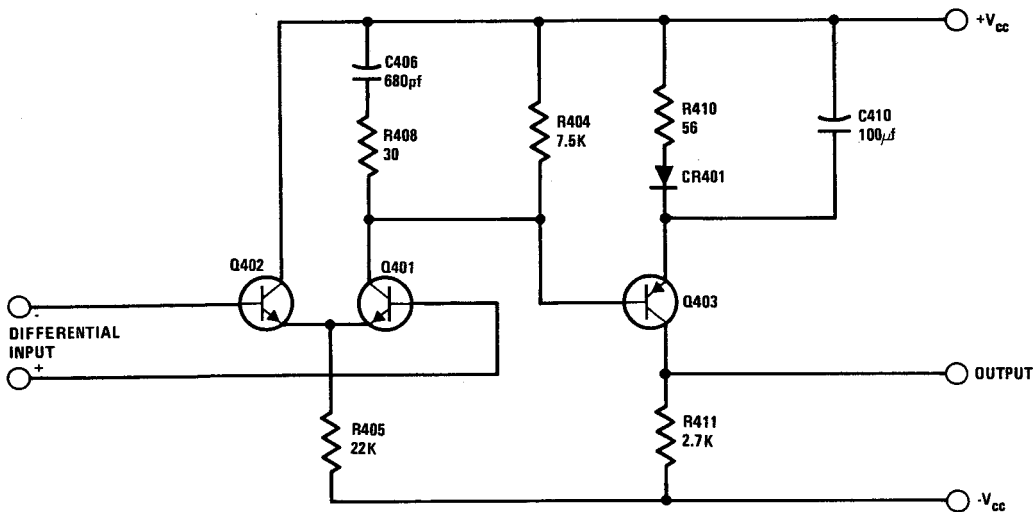 +Vcc
C406
680pf
R408
30
R404
7.5K
R410
56
C410
100μf
CR401
Q402
Q401
Q403
-
DIFFERENTIAL
INPUT
+
OUTPUT
R405
22K
R411
2.7K
-Vcc